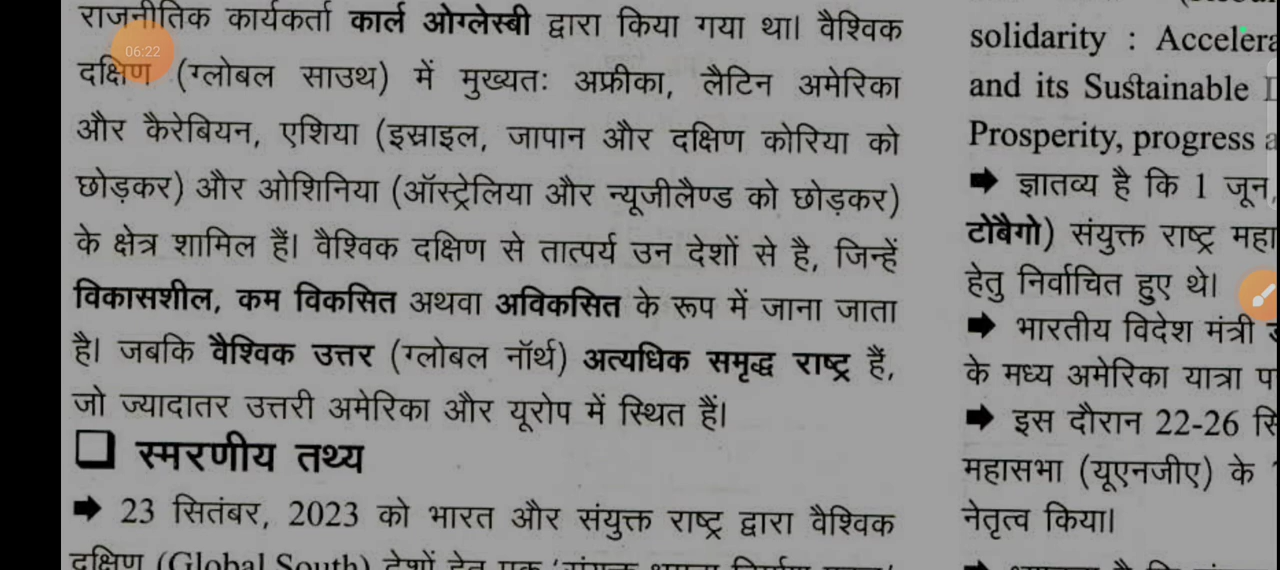 राजनीतिक कार्यकर्ता कार्ल ओग्लेस्बी द्वारा किया गया था। वैश्विक
06:22
दक्षिण (ग्लोबल साउथ) में मुख्यतः अफ्रीका, लैटिन अमेरिका
और कैरेबियन, एशिया (इस्राइल, जापान और दक्षिण कोरिया को
छोड़कर) और ओशिनिया (ऑस्ट्रेलिया और न्यूजीलैण्ड को छोड़कर)
के क्षेत्र शामिल हैं। वैश्विक दक्षिण से तात्पर्य उन देशों से है, जिन्हें
विकासशील, कम विकसित अथवा अविकसित के रूप में जाना जाता
है। जबकि वैश्विक उत्तर (ग्लोबल नॉर्थ) अत्यधिक समृद्ध राष्ट्र हैं,
जो ज्यादातर उत्तरी अमेरिका और यूरोप में स्थित हैं।
❑ स्मरणीय तथ्य
➡ 23 सितंबर, 2023 को भारत और संयुक्त राष्ट्र द्वारा वैश्विक
दक्षिण (Global South) देशों हेतु एक
solidarity : Accelera
and its Sustainable
Prosperity, progress a
➡ ज्ञातव्य है कि 1 जून,
टोबैगो) संयुक्त राष्ट्र महा
हेतु निर्वाचित हुए थे।
➡ भारतीय विदेश मंत्री
के मध्य अमेरिका यात्रा प
➡ इस दौरान 22-26 सि
महासभा (यूएनजीए) के
नेतृत्व किया।